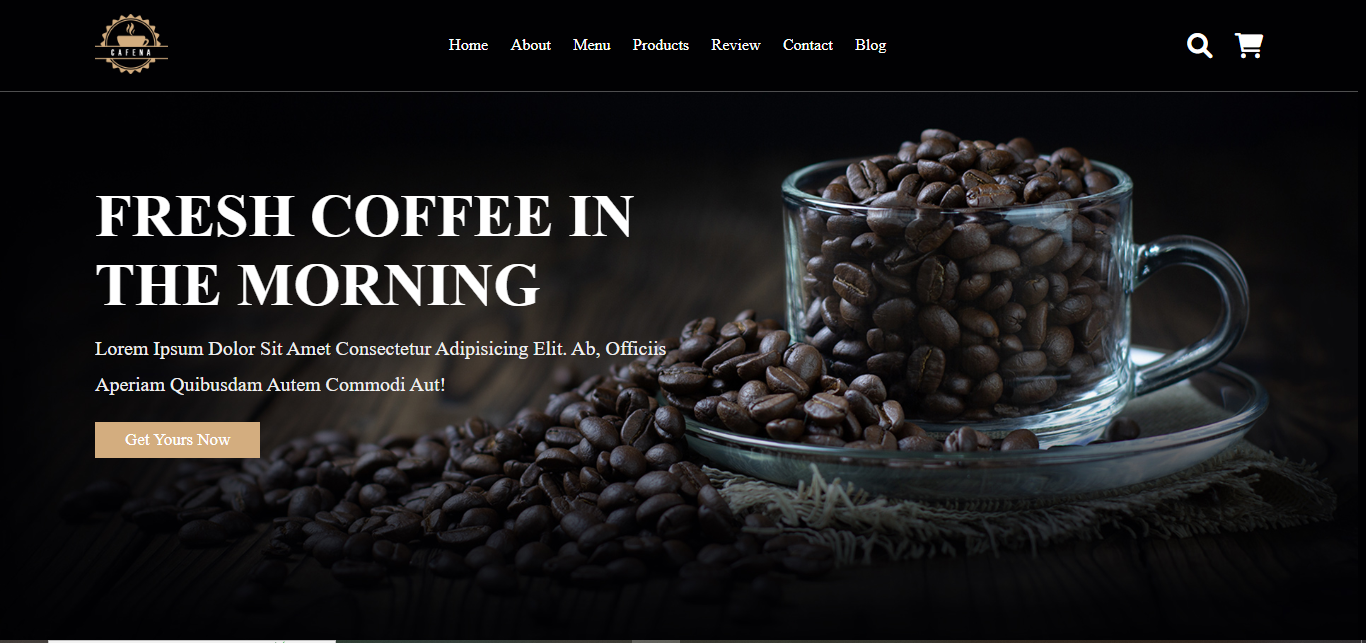 CAFENA
Home About Menu Products Review Contact Blog
FRESH COFFEE IN
THE MORNING
Lorem Ipsum Dolor Sit Amet Consectetur Adipisicing Elit. Ab, Officiis
Aperiam Quibusdam Autem Commodi Aut!
Get Yours Now